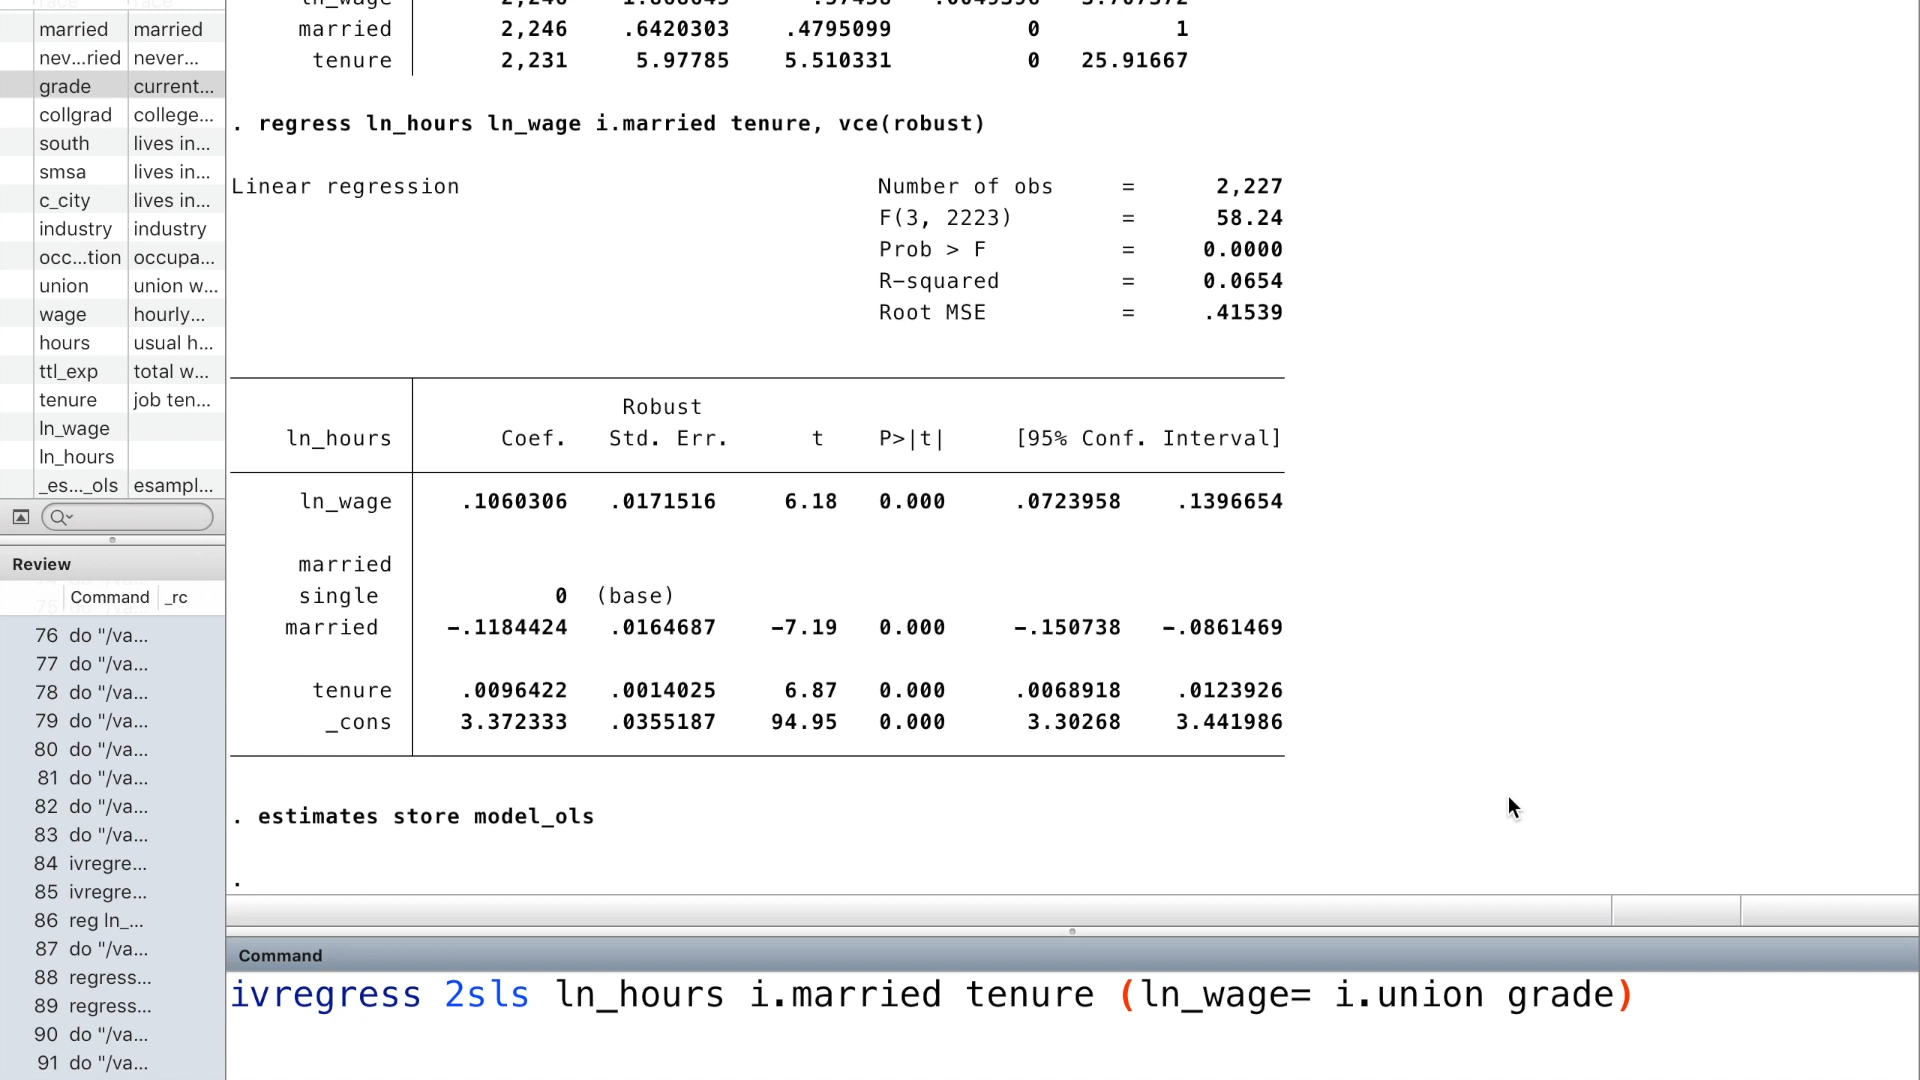 race race
married married
nev...ried never...
grade current...
collgrad college...
south lives in...
smsa lives in...
c_city lives in...
industry industry
occ...tion occupa...
union union w...
wage hourly...
hours usual h...
ttl_exp total w...
tenure job ten...
ln_wage
ln_hours
_es..._ols esampl...
Review
Command _rc
76 do "/va...
77 do "/va...
78 do "/va...
79 do "/va...
80 do "/va...
81 do "/va...
82 do "/va...
83 do "/va...
84 ivregre...
85 ivregre...
86 reg ln_...
87 do "/va...
88 regress...
89 regress...
90 do "/va...
91 do "/va...
ln_wage 2,246
married 2,246 .6420303 .4795099 0 1
tenure 2,231 5.97785 5.510331 0 25.91667
. regress ln_hours ln_wage i.married tenure, vce(robust)
Linear regression Number of obs = 2,227
F(3, 2223) = 58.24
Prob > F = 0.0000
R-squared = 0.0654
Root MSE = .41539
Robust
ln_hours Coef. Std. Err. t P>|t| [95% Conf. Interval]
ln_wage .1060306 .0171516 6.18 0.000 .0723958 .1396654
married
single 0 (base)
married -.1184424 .0164687 -7.19 0.000 -.150738 -.0861469
tenure .0096422 .0014025 6.87 0.000 .0068918 .0123926
_cons 3.372333 .0355187 94.95 0.000 3.30268 3.441986
. estimates store model_ols
.
Command
ivregress 2sls ln_hours i.married tenure (ln_wage= i.union grade)